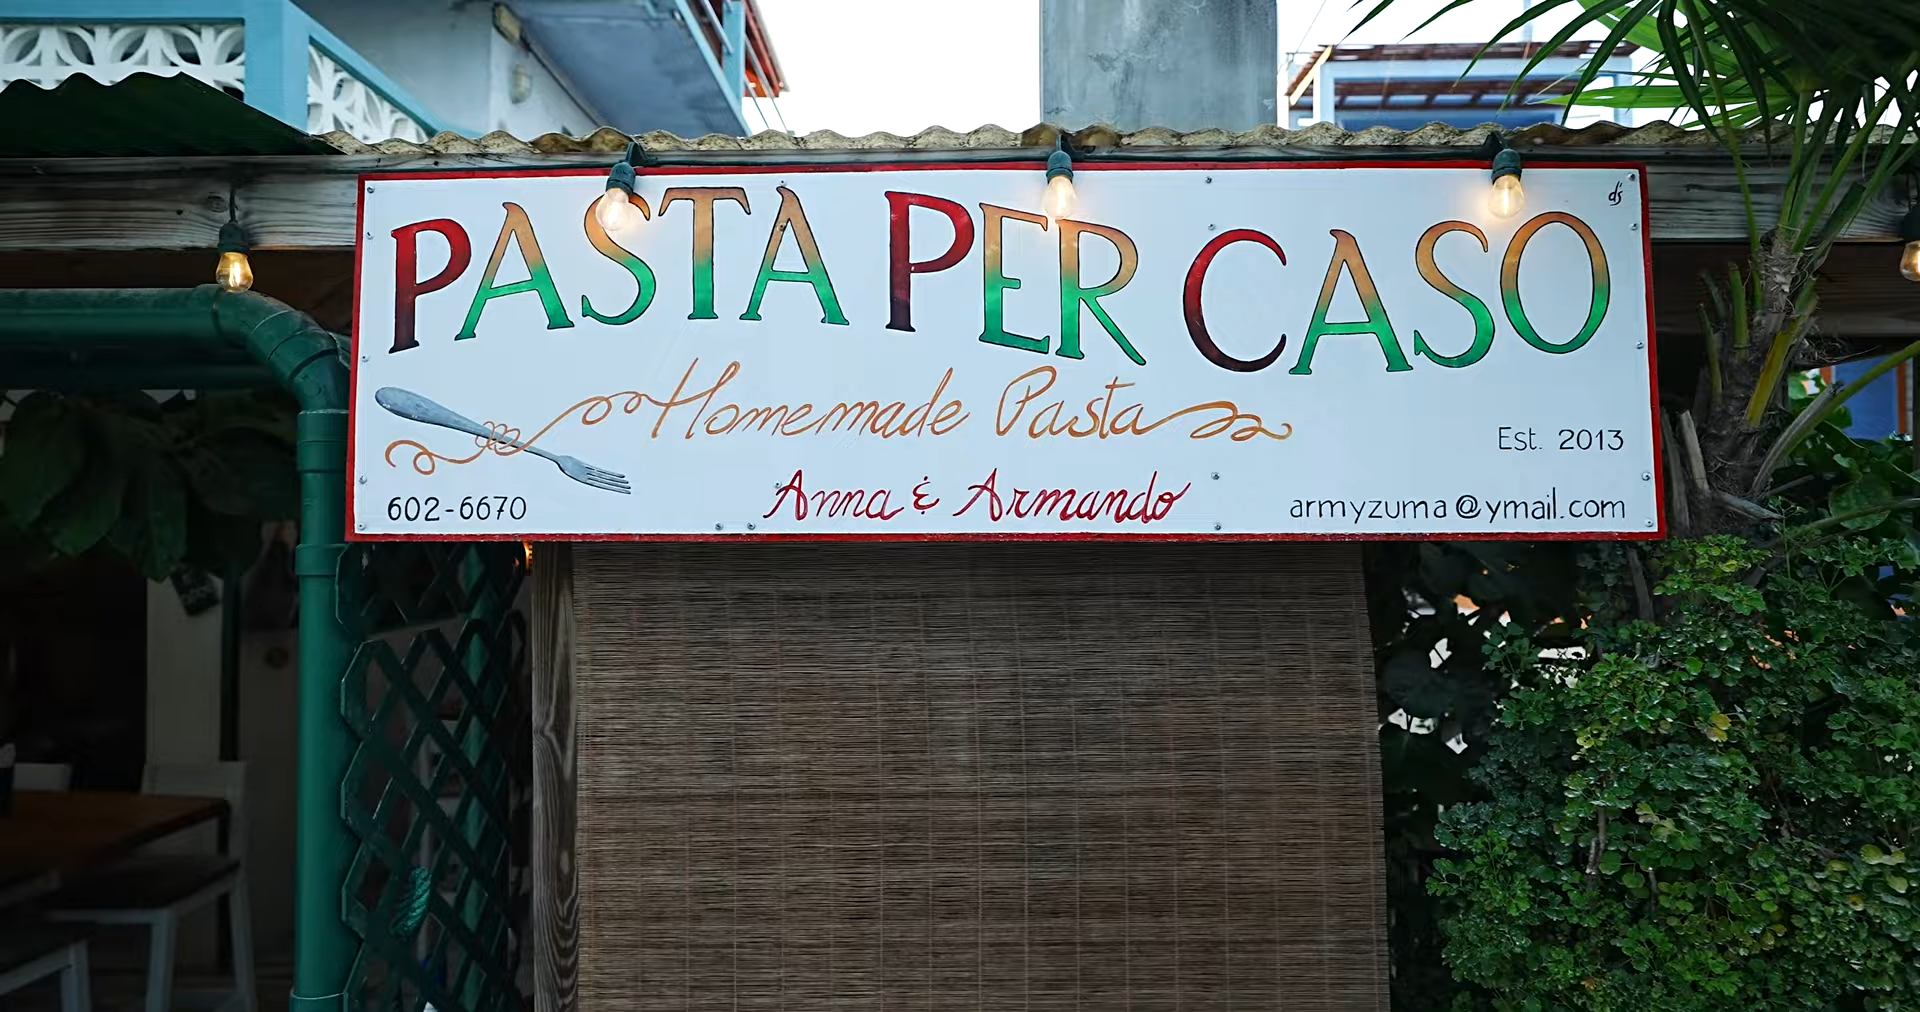 d's
PASTA PER CASO
Homemade Pasta
Est. 2013
602-6670
Anna & Armando
armyzuma@ymail.com